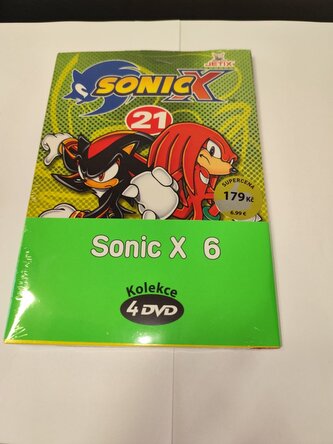 SONIC X
JETIX
21
SUPERCENA
179 Kč
6.99 €
Sonic X 6
Kolekce
4 DVD